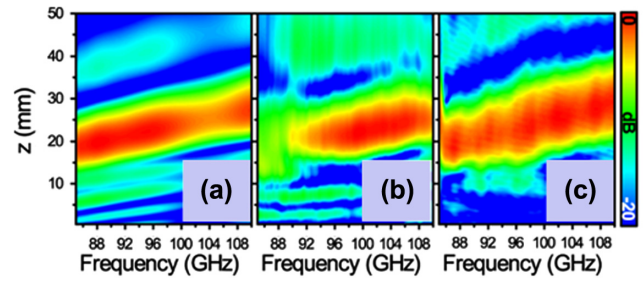 50
40
30
20
10
z (mm)
(a) (b) (c)
0
dB
-20
88 92 96 100 104 108 88 92 96 100 104 108 88 92 96 100 104 108
Frequency (GHz) Frequency (GHz) Frequency (GHz)